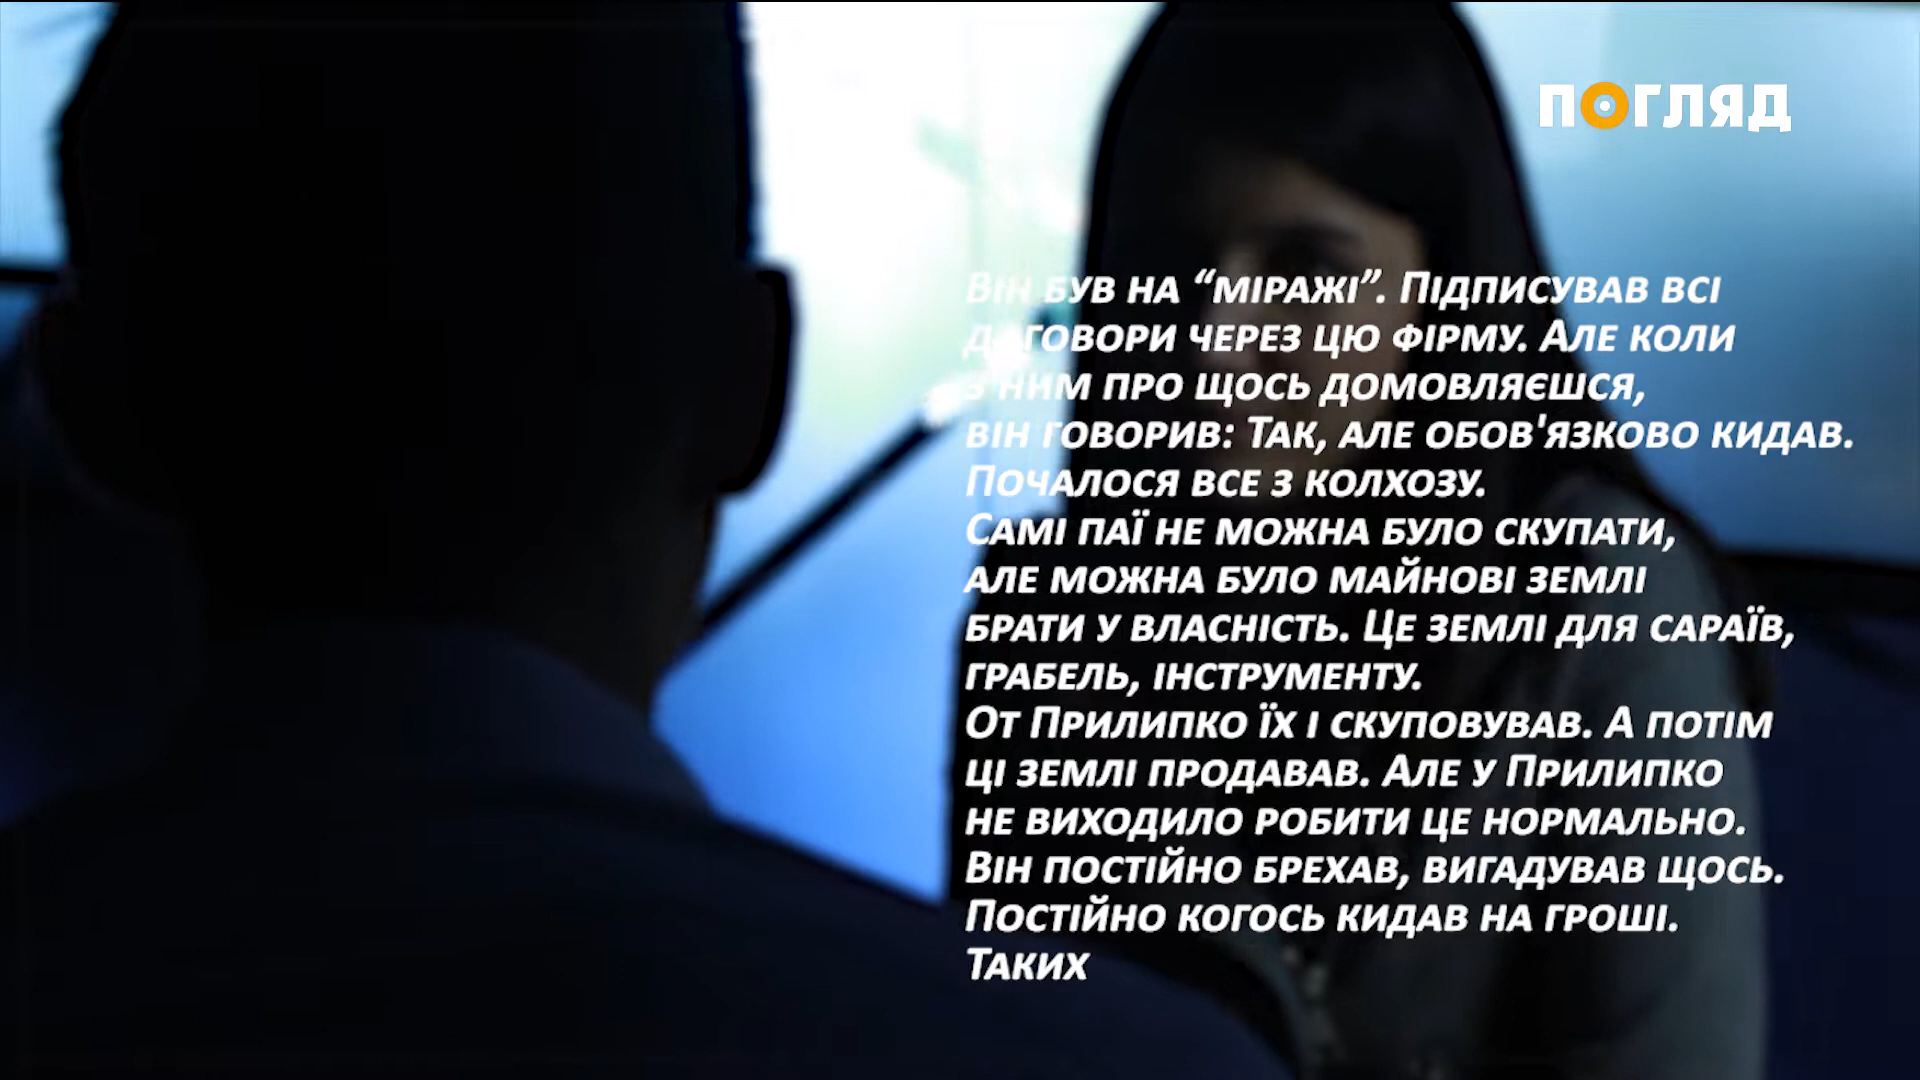 ПОГЛЯД
Він був на “міражі”. Підписував всі
договори через цю фірму. Але коли
з ним про щось домовляєшся,
він говорив: Так, але обов'язково кидав.
Почалося все з колхозу.
Самі паї не можна було скупати,
але можна було майнові землі
брати у власність. Це землі для сараїв,
грабель, інструменту.
От Прилипко їх і скуповував. А потім
ці землі продавав. Але у Прилипко
не виходило робити це нормально.
Він постійно брехав, вигадував щось.
Постійно когось кидав на гроші.
Таких